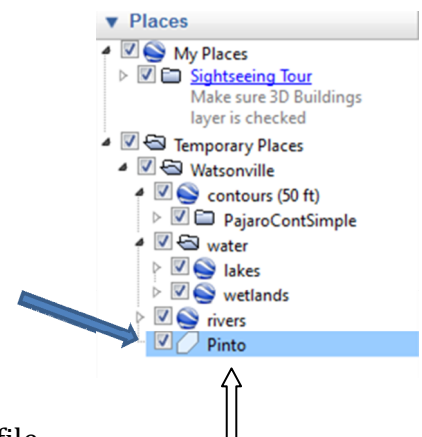 Places
My Places
Sightseeing Tour
Make sure 3D Buildings
layer is checked
Temporary Places
Watsonville
contours (50 ft)
PajaroContSimple
water
lakes
wetlands
rivers
Pinto
file